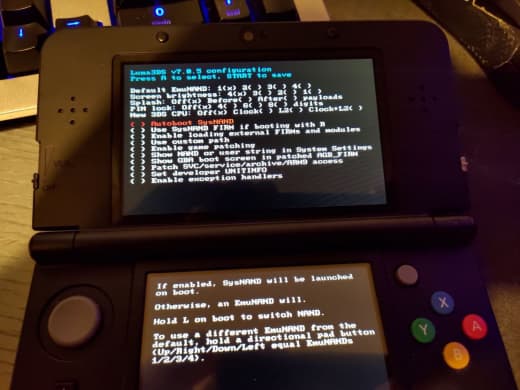 Luma3DS v7.0.5 configuration
Press A to select, START to save
Default EmuNAND: 1(x) 2( ) 3( ) 4( )
Screen brightness: 4(x) 3( ) 2( ) 1( )
Splash: Off(x) Before( ) After( ) payloads
PIN lock: Off(x) 4( ) 6( ) 8( ) digits
New 3DS CPU: Off(x) Clock( ) L2( ) Clock+L2( )
( ) Autoboot SysNAND
( ) Use SysNAND FIRM if booting with R
( ) Enable loading external FIRMs and modules
( ) Use custom path
( ) Enable game patching
( ) Show NAND or user string in System Settings
( ) Show GBA boot screen in patched AGB_FIRM
( ) Patch SVC/service/archive/ARM9 access
( ) Set developer UNITINFO
( ) Enable exception handlers
If enabled, SysNAND will be launched
on boot.
Otherwise, an EmuNAND will.
Hold L on boot to switch NAND.
To use a different EmuNAND from the
default, hold a directional pad button
(Up/Right/Down/Left equal EmuNANDs
1/2/3/4).
X
Y
A
B